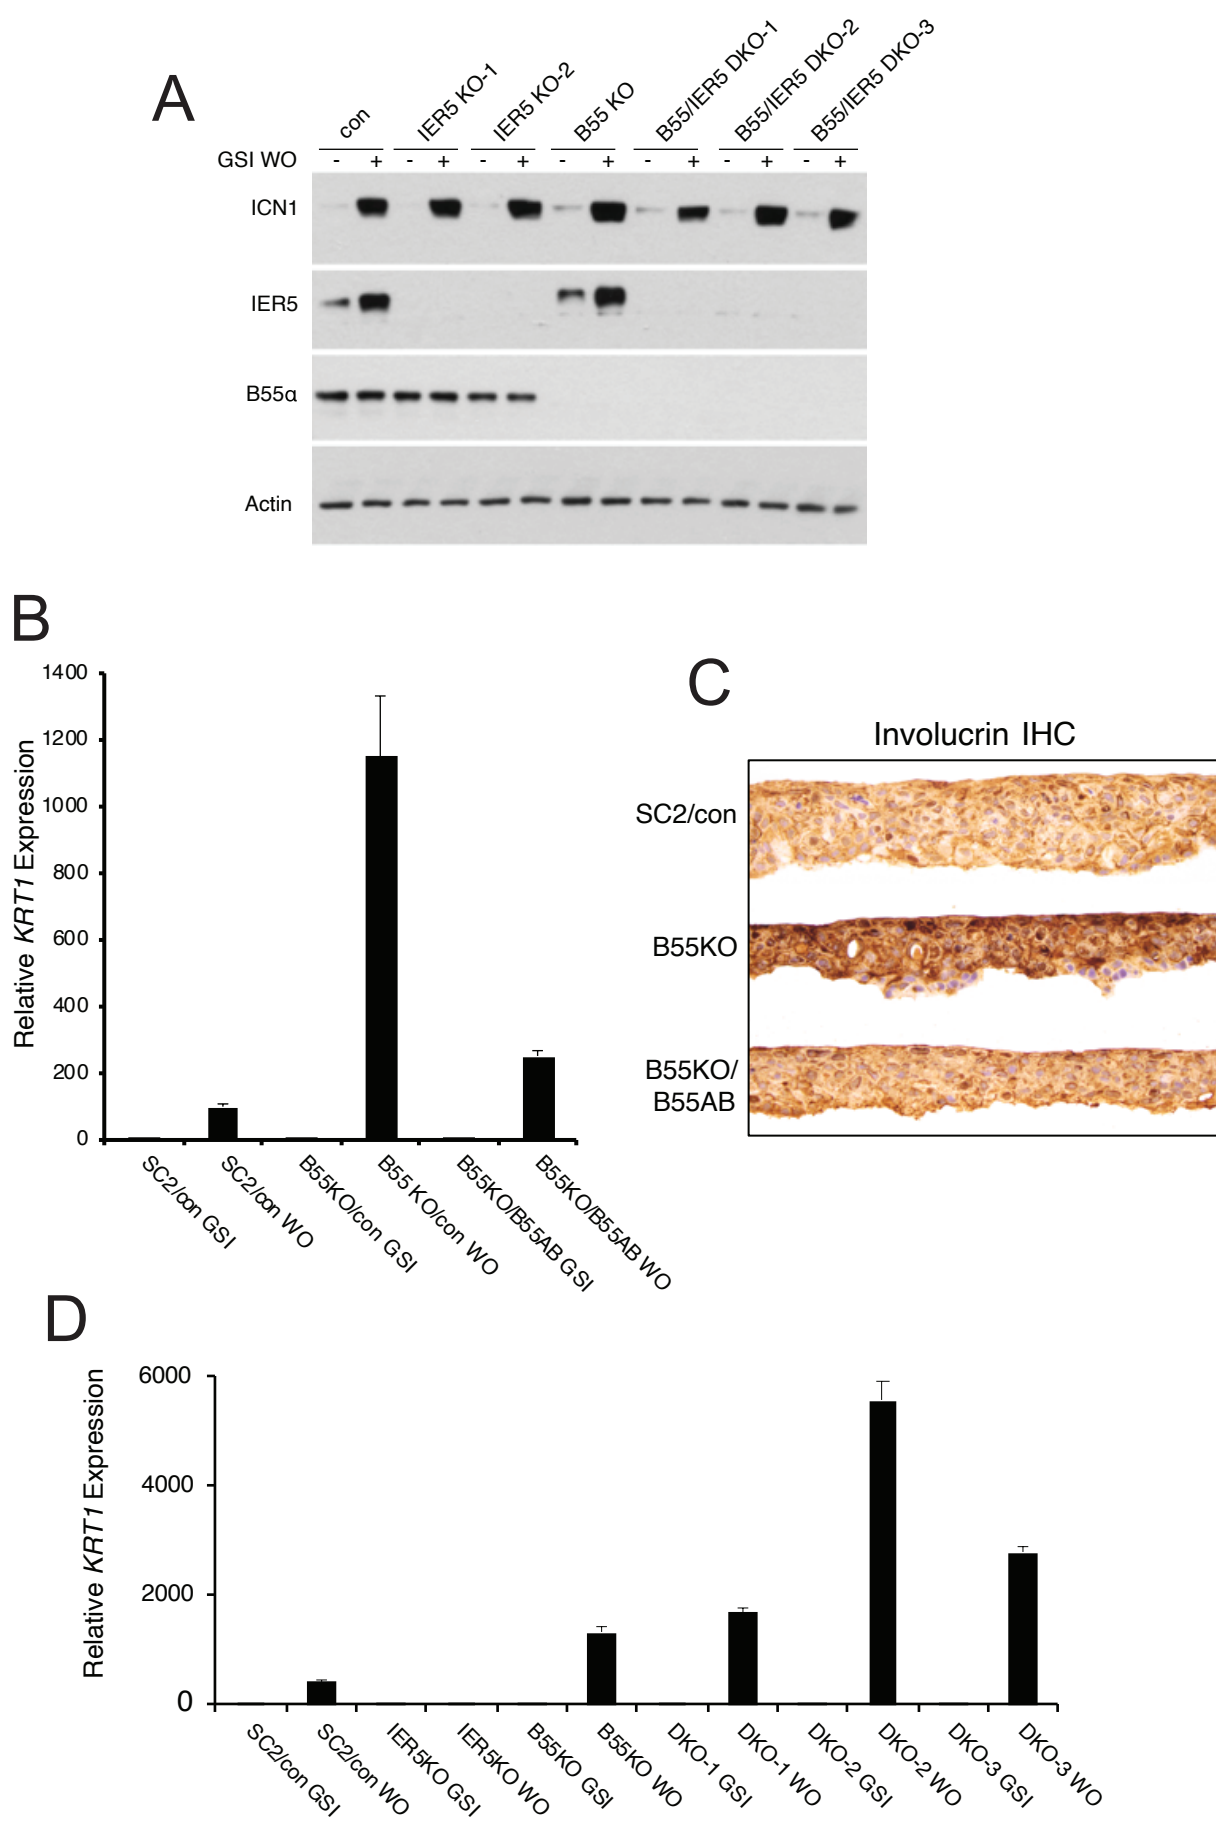 A
con
IER5 KO-1
IER5 KO-2
B55 KO
B55/IER5 DKO-1
B55/IER5 DKO-2
B55/IER5 DKO-3
GSI WO - + - + - + - + - + - + - +
ICN1
IER5
B55α
Actin
B
Relative KRT1 Expression
1400
1200
1000
800
600
400
200
0
SC2/con GSI
SC2/con WO
B55KO/con GSI
B55 KO/con WO
B55KO/B55AB GSI
B55KO/B55AB WO
C
Involucrin IHC
SC2/con
B55KO
B55KO/
B55AB
D
Relative KRT1 Expression
6000
4000
2000
0
SC2/con GSI
SC2/con WO
IER5KO GSI
IER5KO WO
B55KO GSI
B55KO WO
DKO-1 GSI
DKO-1 WO
DKO-2 GSI
DKO-2 WO
DKO-3 GSI
DKO-3 WO